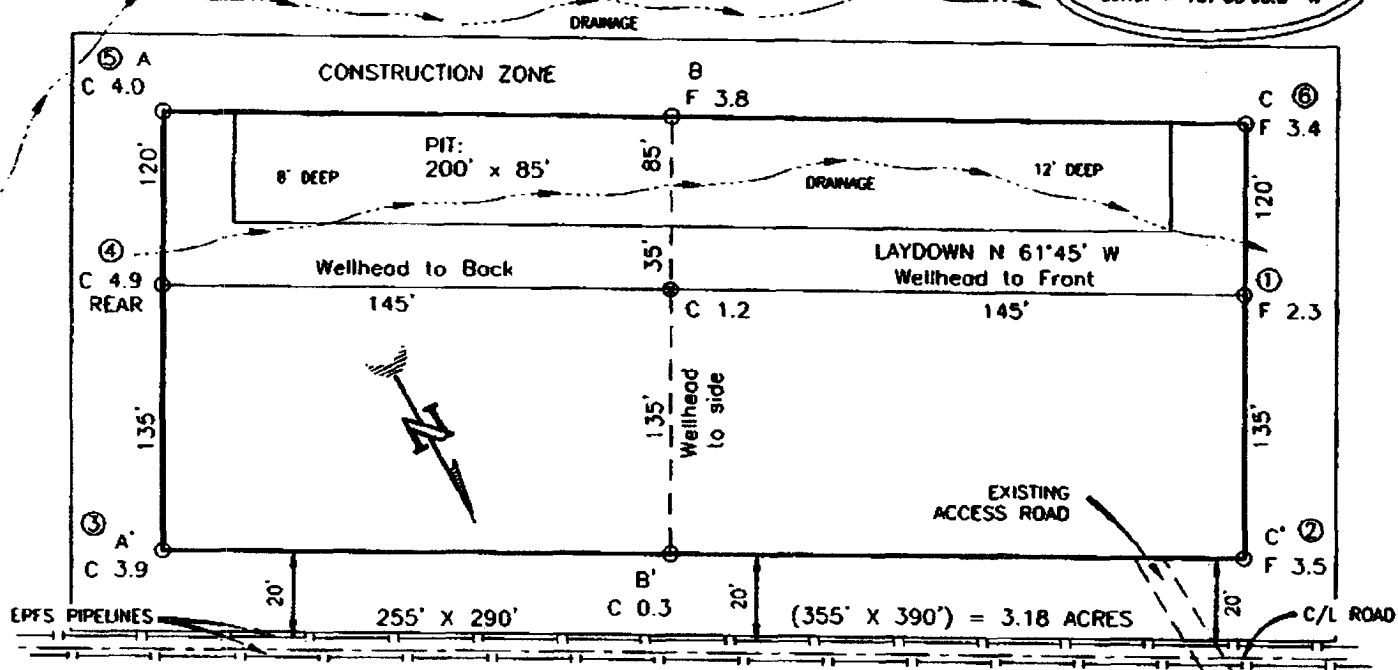 DRAINAGE
⑤ A
C 4.0
CONSTRUCTION ZONE
B
F 3.8
C ⑥
F 3.4
120'
8' DEEP
PIT:
200' x 85'
85'
DRAINAGE
12' DEEP
120'
④
C 4.9
REAR
Wellhead to Back
145'
35'
C 1.2
LAYDOWN N 61°45' W
Wellhead to Front
145'
①
F 2.3
135'
N
135'
Wellhead
to side
135'
EXISTING
ACCESS ROAD
③ A'
C 3.9
B'
C 0.3
C' ②
F 3.5
20'
20'
20'
EPFS PIPELINES
255' X 290'
(355' X 390') = 3.18 ACRES
C/L ROAD